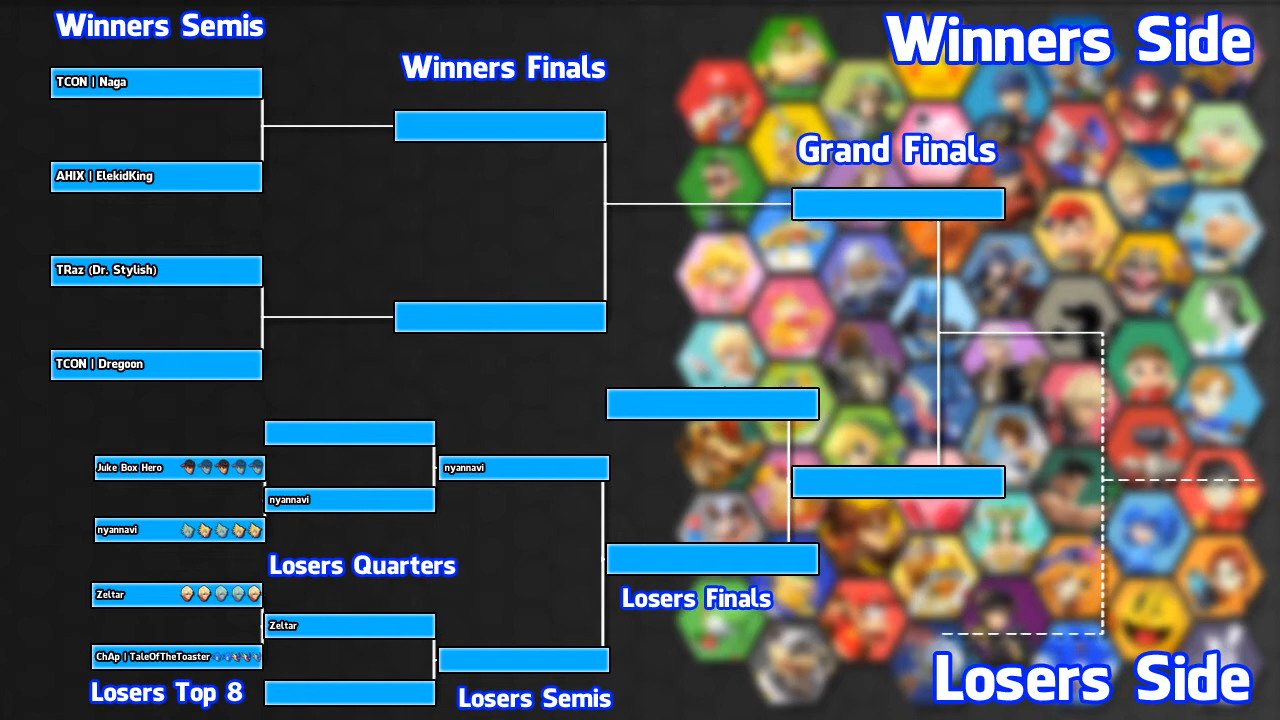 Winners Semis
Winners Side
Winners Finals
TCON | Naga
Grand Finals
AHIX | ElekidKing
TRaz (Dr. Stylish)
TCON | Dregoon
Juke Box Hero
nyannavi
nyannavi
nyannavi
Losers Quarters
Zeltar
Losers Finals
Zeltar
ChAp | TaleOfTheToaster
Losers Top 8
Losers Semis
Losers Side